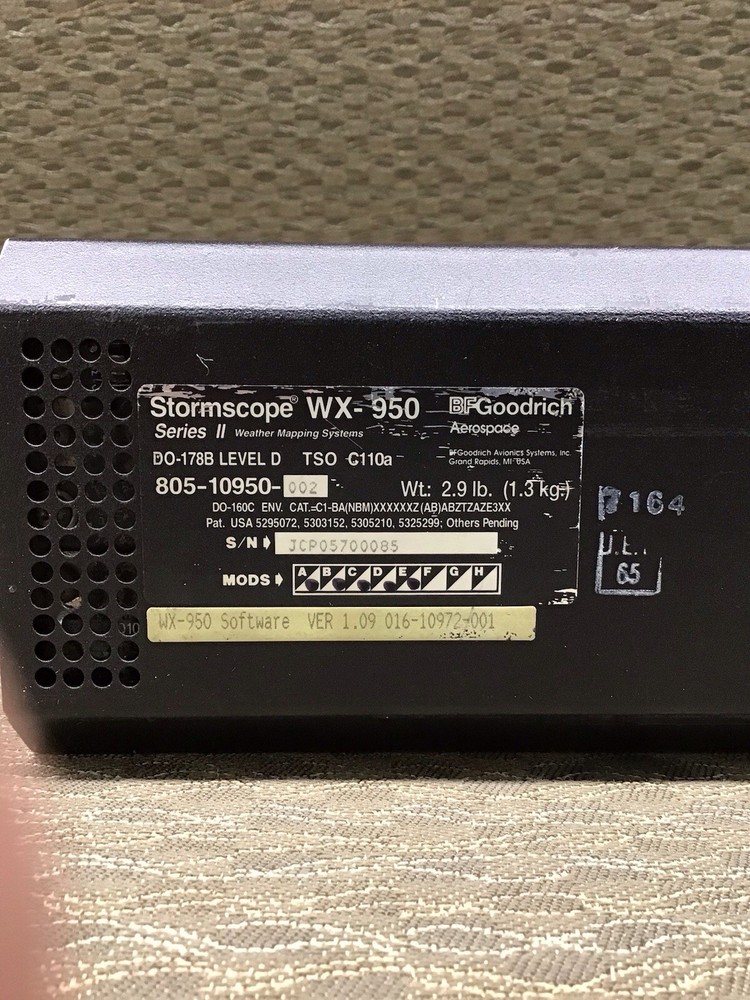 Stormscope® WX-950 BFGoodrich
Series II Weather Mapping Systems Aerospace
DO-178B LEVEL D TSO C110a
BFGoodrich Avionics Systems, Inc.
Grand Rapids, MI USA
805-10950-002 Wt.: 2.9 lb. (1.3 kg.)
DO-160C ENV. CAT.=C1-BA(NBM)XXXXXXZ(AB)ABZTZAZE3XX
Pat. USA 5295072, 5303152, 5305210, 5325299; Others Pending
S/N JCP05700085
MODS A B C D E F G H
WX-950 Software VER 1.09 016-10972-001
164
65